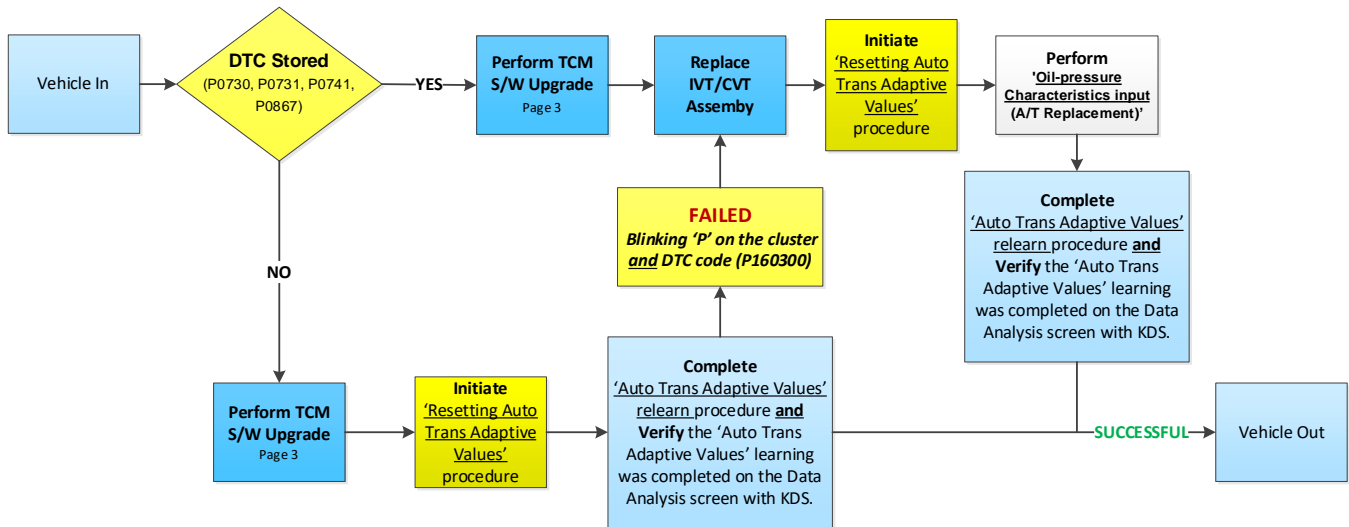 Vehicle In
DTC Stored
(P0730, P0731, P0741,
P0867)
YES
Perform TCM
S/W Upgrade
Page 3
Replace
IVT/CVT
Assemby
Initiate
‘Resetting Auto
Trans Adaptive
Values’
procedure
Perform
'Oil-pressure
Characteristics input
(A/T Replacement)’
Complete
‘Auto Trans Adaptive Values’
relearn procedure and
Verify the ‘Auto Trans
Adaptive Values’ learning
was completed on the Data
Analysis screen with KDS.
FAILED
Blinking ‘P’ on the cluster
and DTC code (P160300)
NO
Perform TCM
S/W Upgrade
Page 3
Initiate
‘Resetting Auto
Trans Adaptive
Values’
procedure
Complete
‘Auto Trans Adaptive Values’
relearn procedure and
Verify the ‘Auto Trans
Adaptive Values’ learning
was completed on the Data
Analysis screen with KDS.
SUCCESSFUL
Vehicle Out